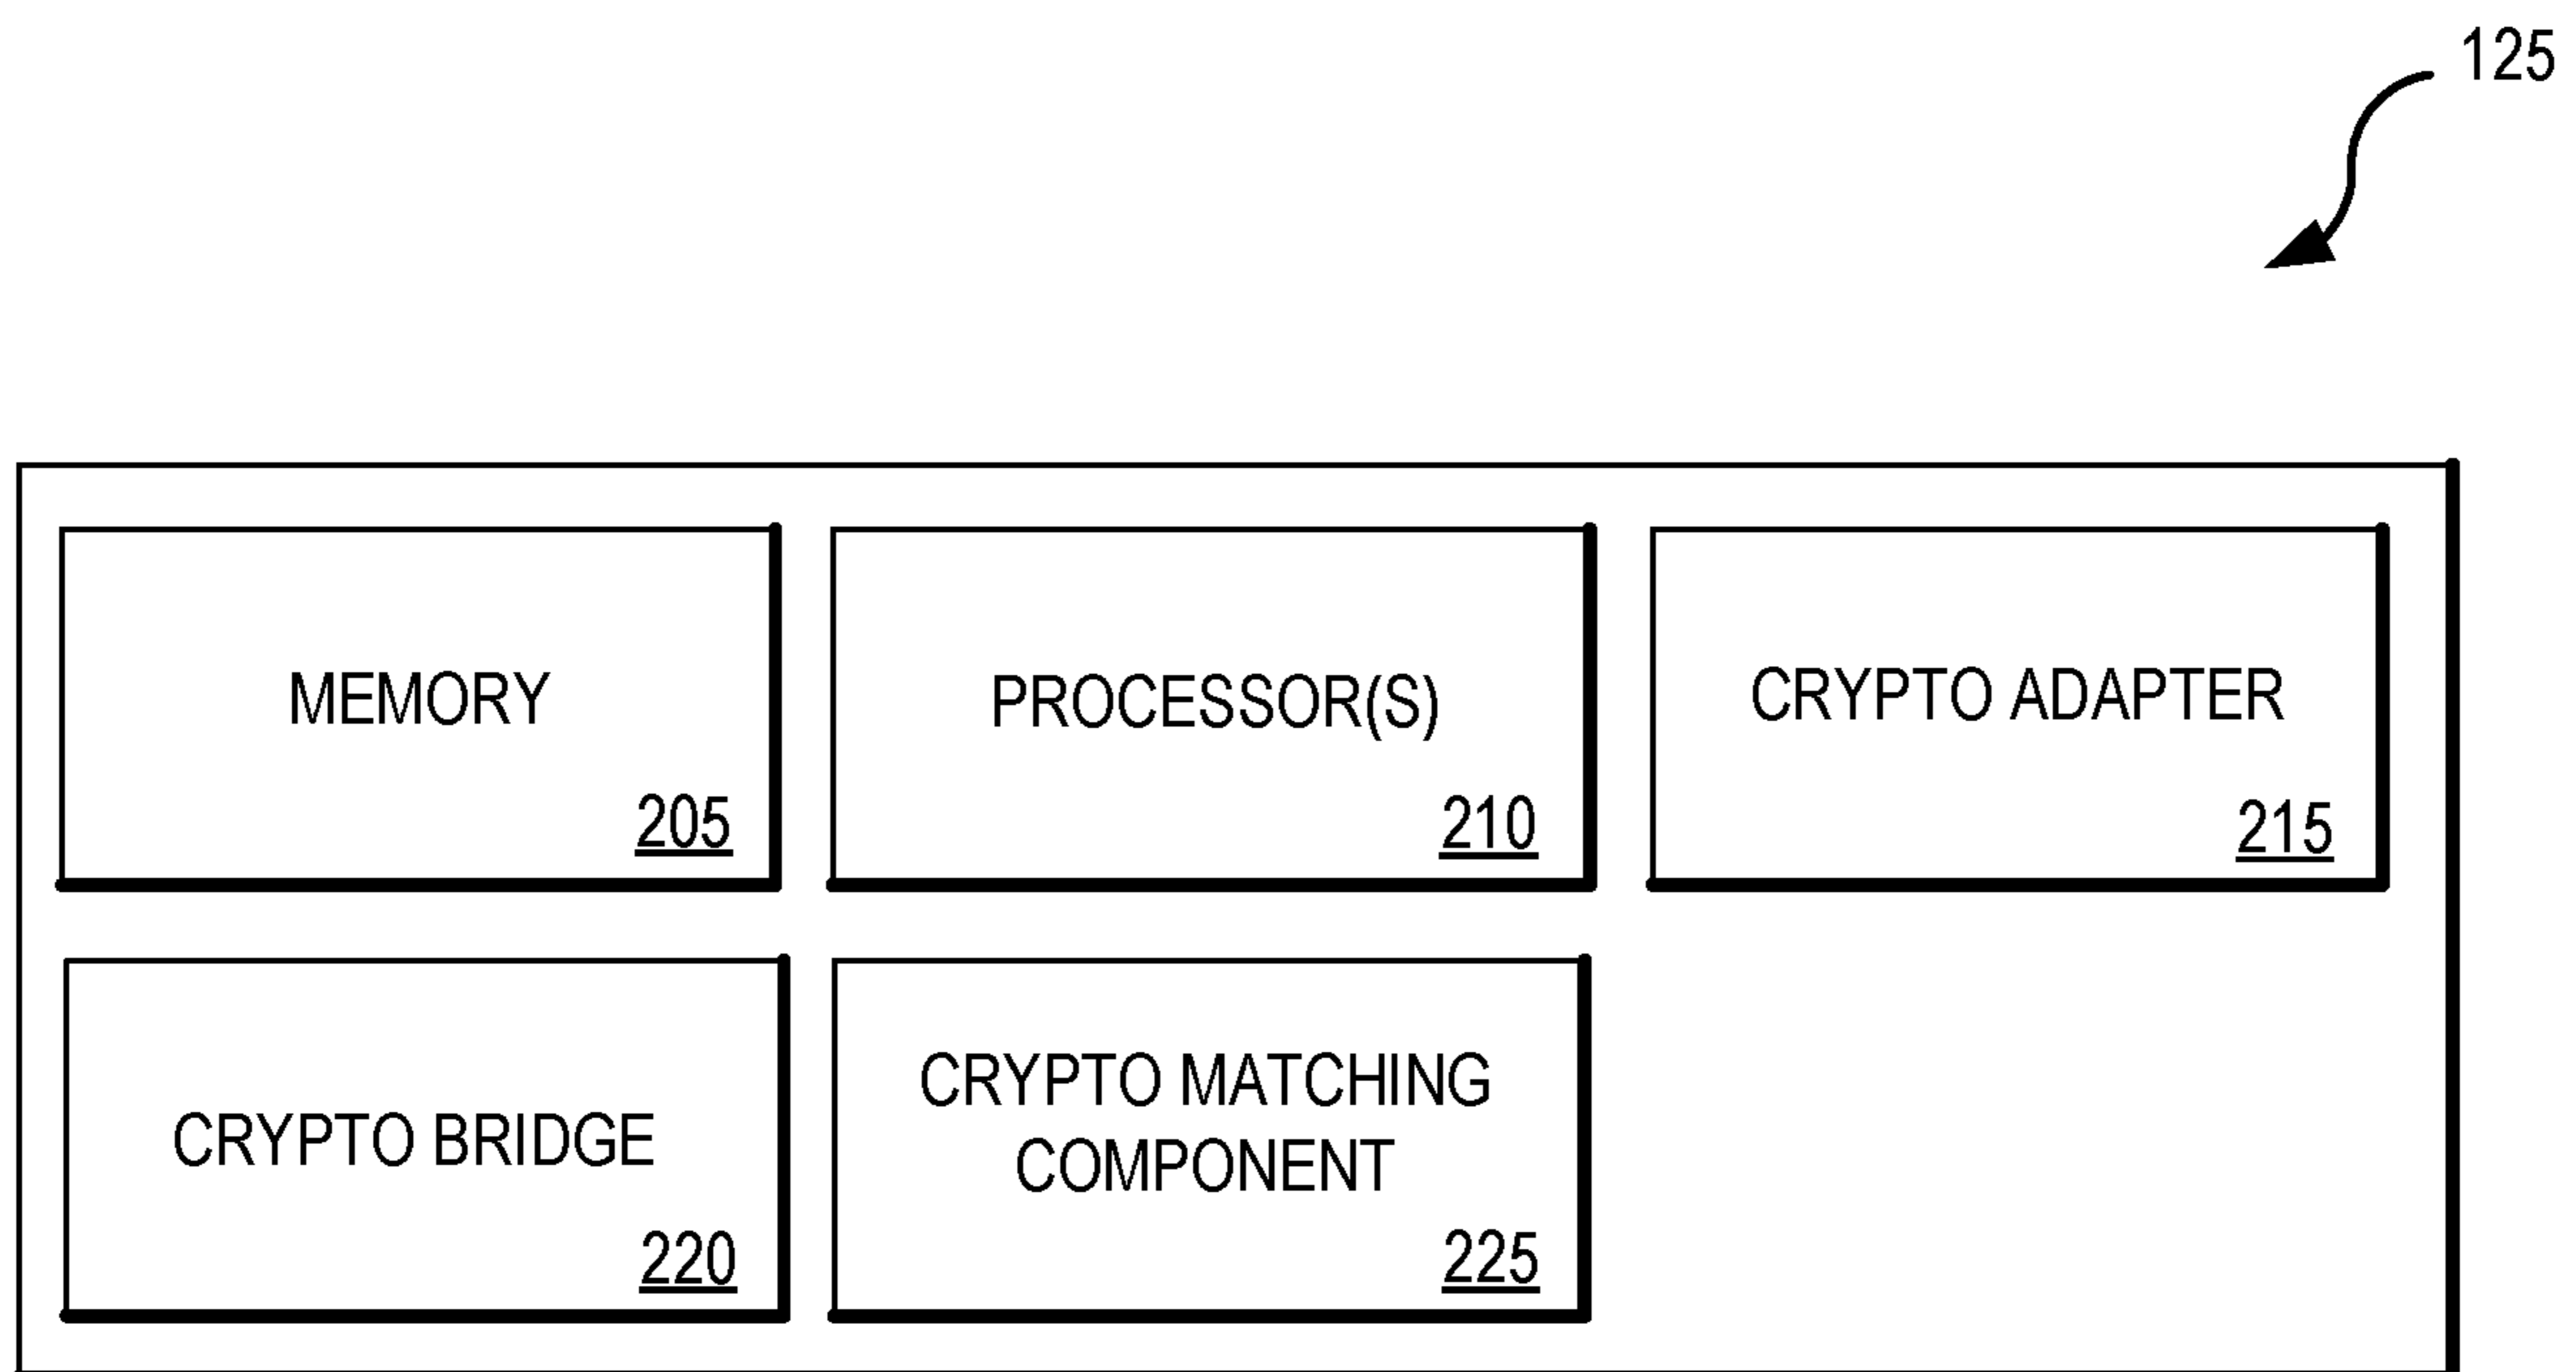 125
MEMORY
205
PROCESSOR(S)
210
CRYPTO ADAPTER
215
CRYPTO BRIDGE
220
CRYPTO MATCHING
COMPONENT
225